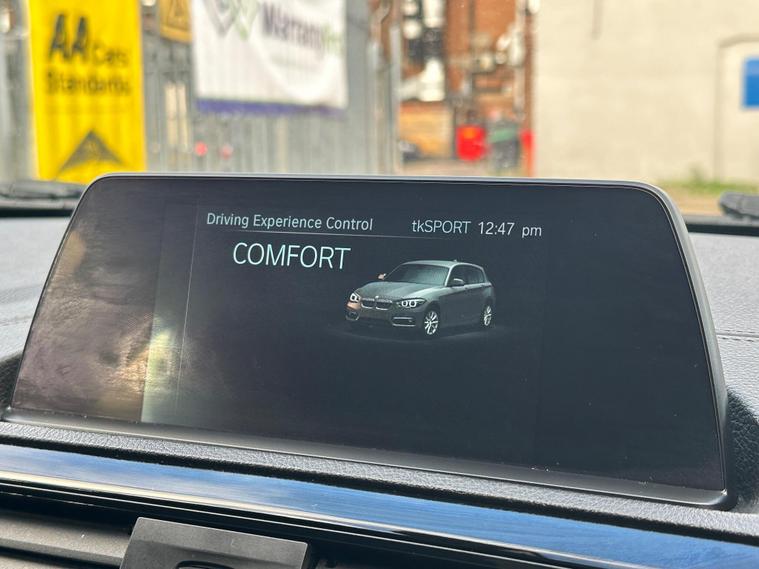 AA Cars
Standards
Driving Experience Control
tkSPORT 12:47 pm
COMFORT